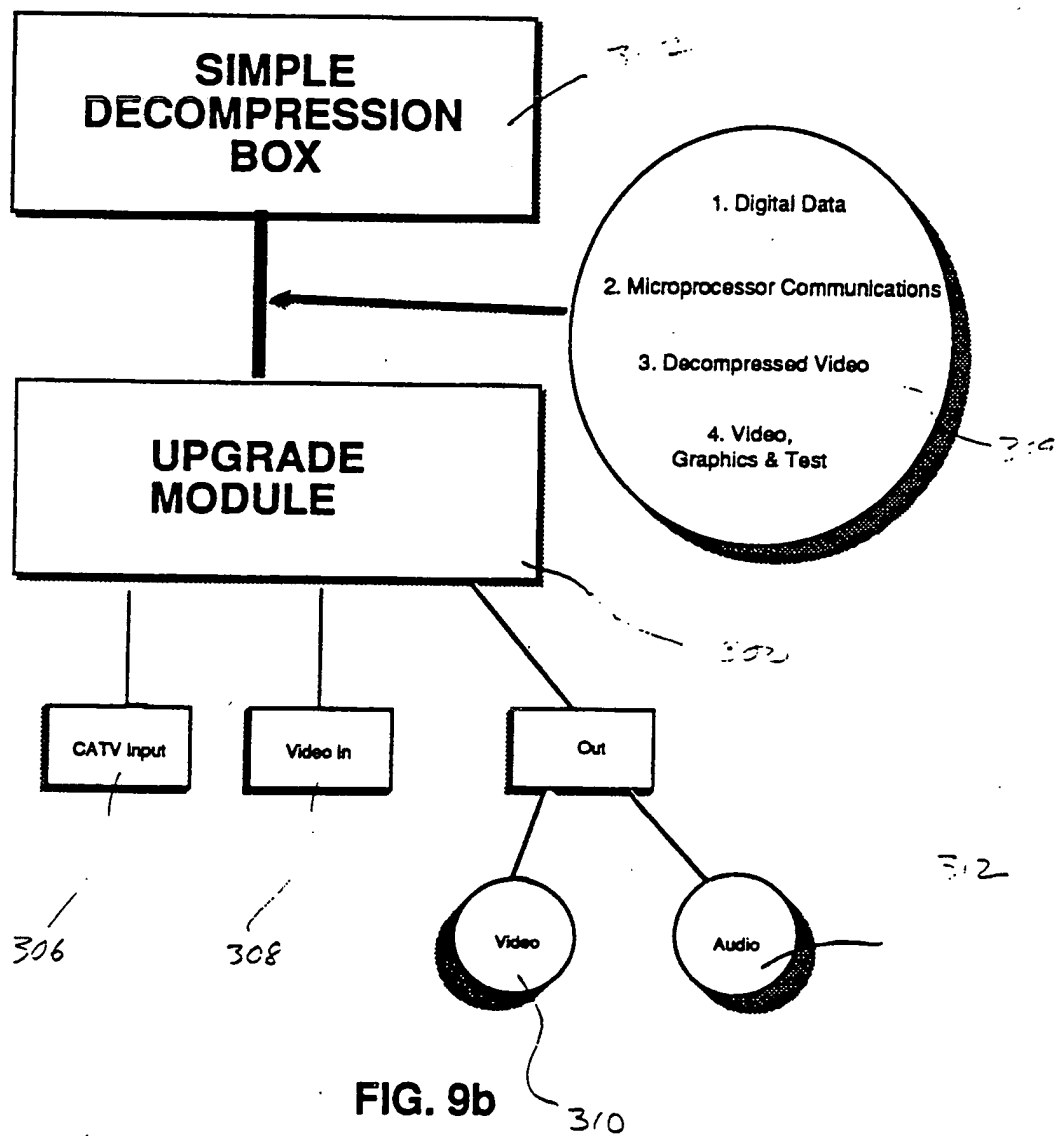 SIMPLE
DECOMPRESSION
BOX
1. Digital Data
2. Microprocessor Communications
3. Decompressed Video
4. Video,
Graphics & Test
UPGRADE
MODULE
CATV Input
Video In
Out
306
308
Video
Audio
312
310
FIG. 9b